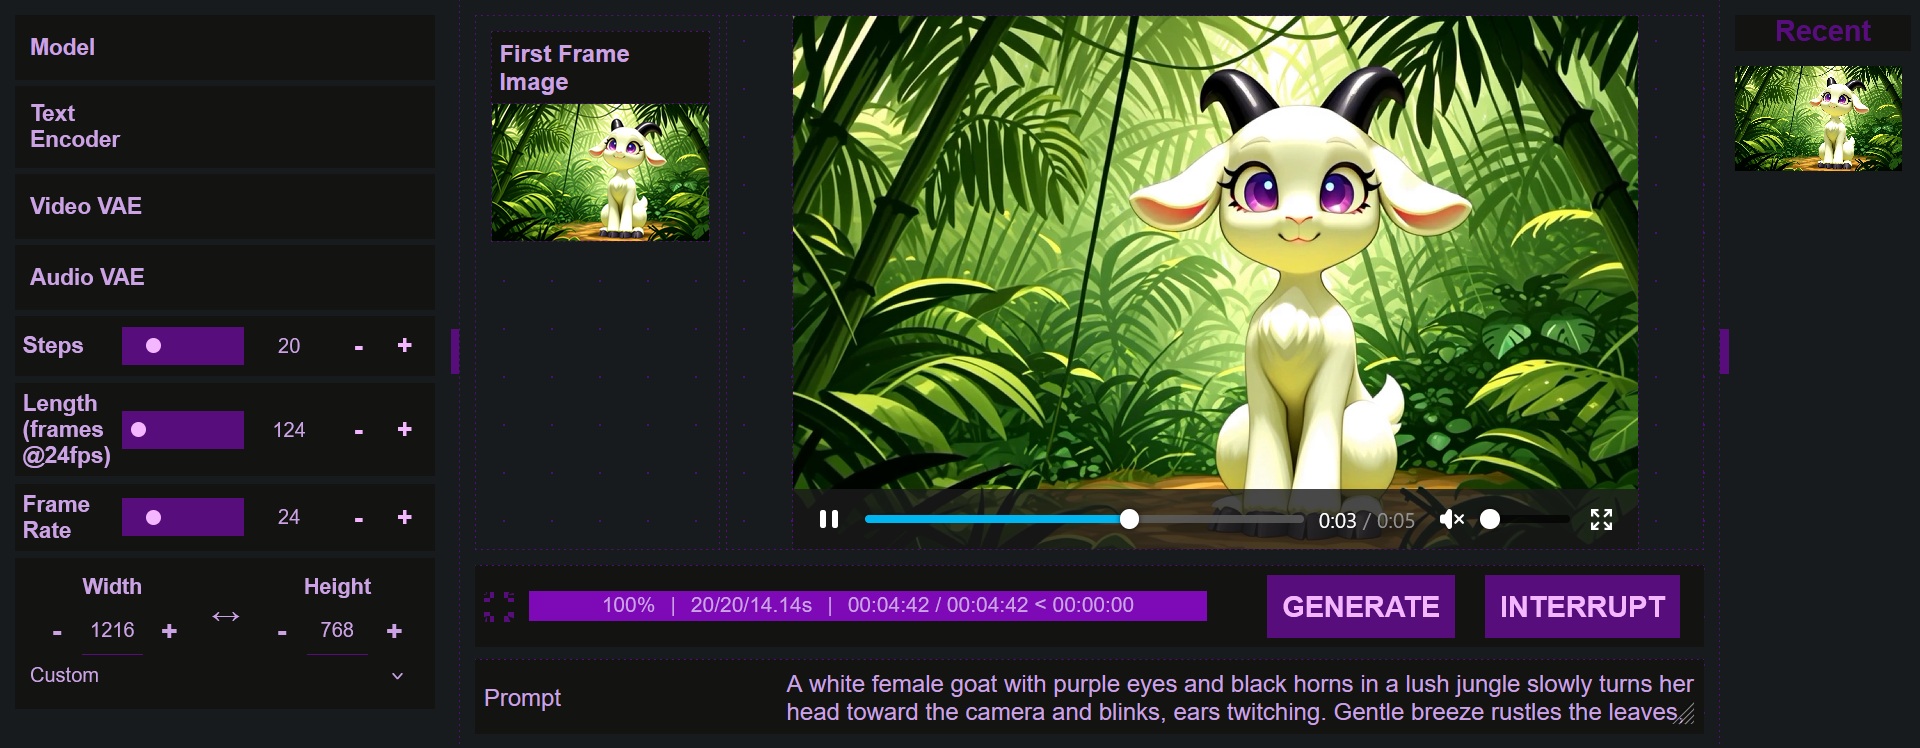 Model
Text
Encoder
Video VAE
Audio VAE
Steps
20
-
+
Length
(frames
@24fps)
124
-
+
Frame
Rate
24
-
+
Width
Height
-
1216
+
↔
-
768
+
Custom
First Frame
Image
0:03 / 0:05
100% | 20/20/14.14s | 00:04:42 / 00:04:42 < 00:00:00
GENERATE
INTERRUPT
Prompt
A white female goat with purple eyes and black horns in a lush jungle slowly turns her
head toward the camera and blinks, ears twitching. Gentle breeze rustles the leaves.
Recent